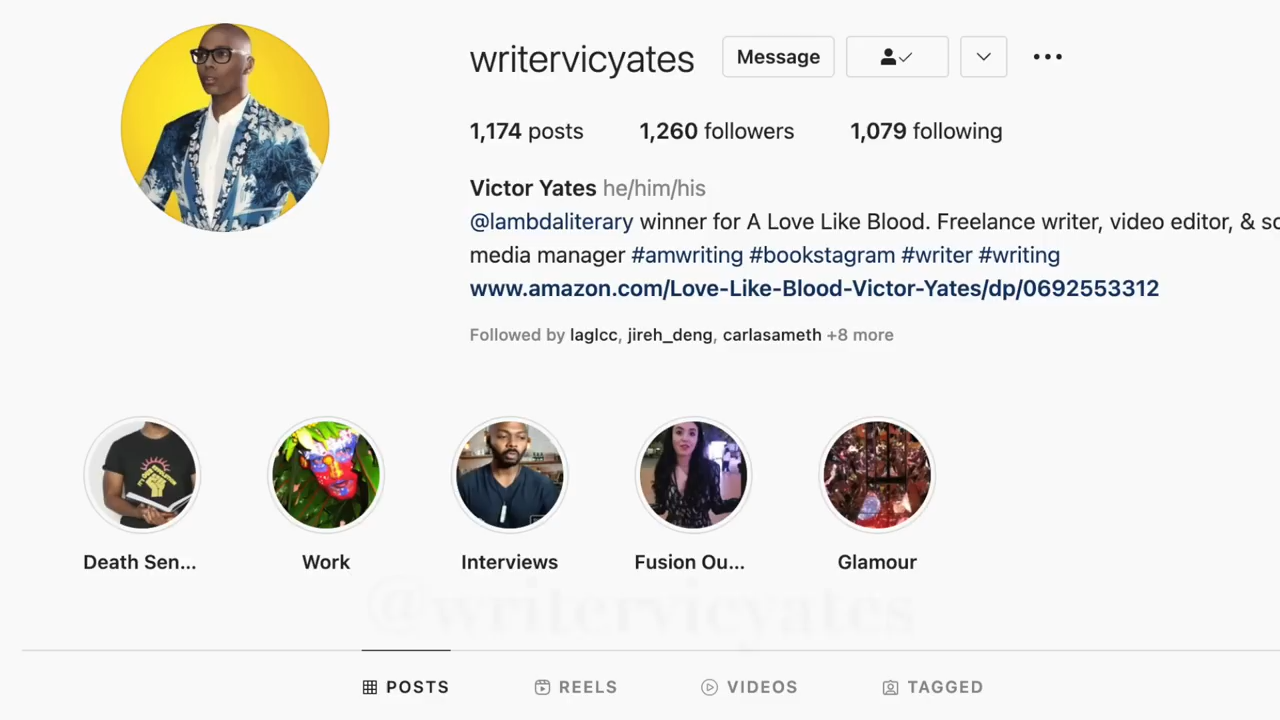 writervicyates Message
1,174 posts 1,260 followers 1,079 following
Victor Yates he/him/his
@lambdaliterary winner for A Love Like Blood. Freelance writer, video editor, & sc
media manager #amwriting #bookstagram #writer #writing
www.amazon.com/Love-Like-Blood-Victor-Yates/dp/0692553312
Followed by laglcc, jireh_deng, carlasameth +8 more
Death Sen... Work Interviews Fusion Ou... Glamour
@writervicyates
POSTS REELS VIDEOS TAGGED